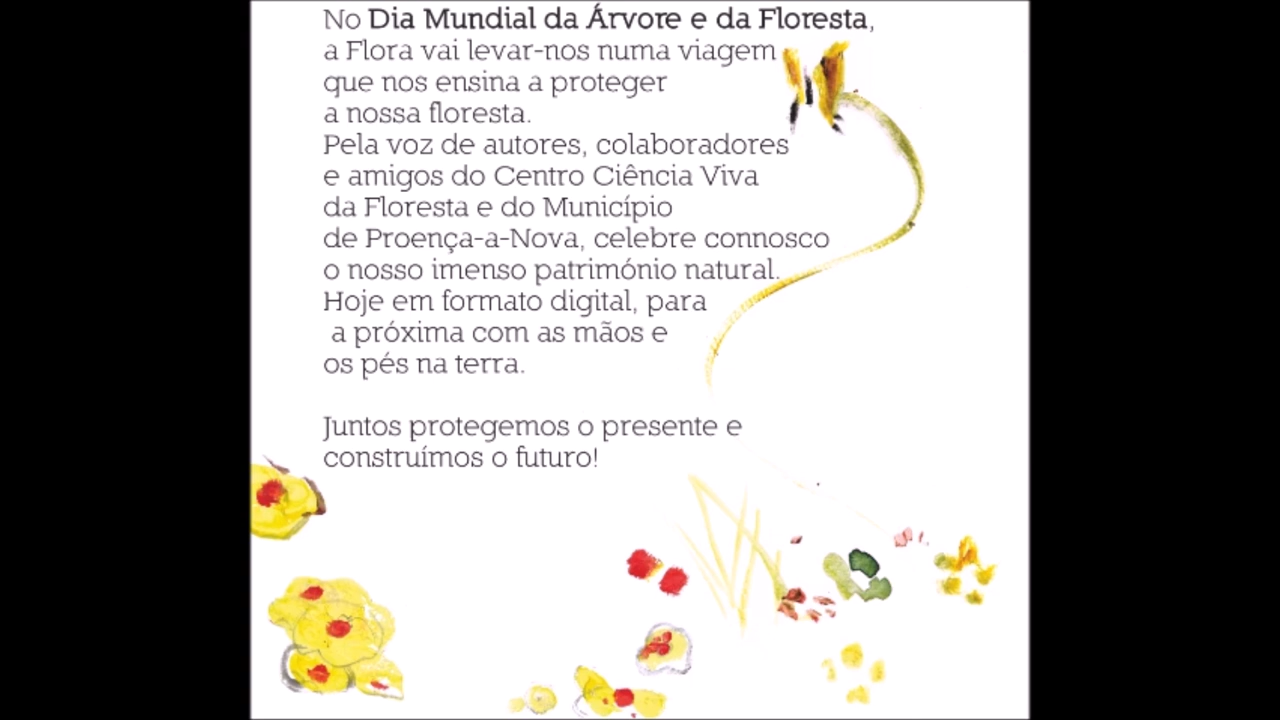 No Dia Mundial da Árvore e da Floresta,
a Flora vai levar-nos numa viagem
que nos ensina a proteger
a nossa floresta.
Pela voz de autores, colaboradores
e amigos do Centro Ciência Viva
da Floresta e do Município
de Proença-a-Nova, celebre connosco
o nosso imenso património natural.
Hoje em formato digital, para
a próxima com as mãos e
os pés na terra.
Juntos protegemos o presente e
construímos o futuro!